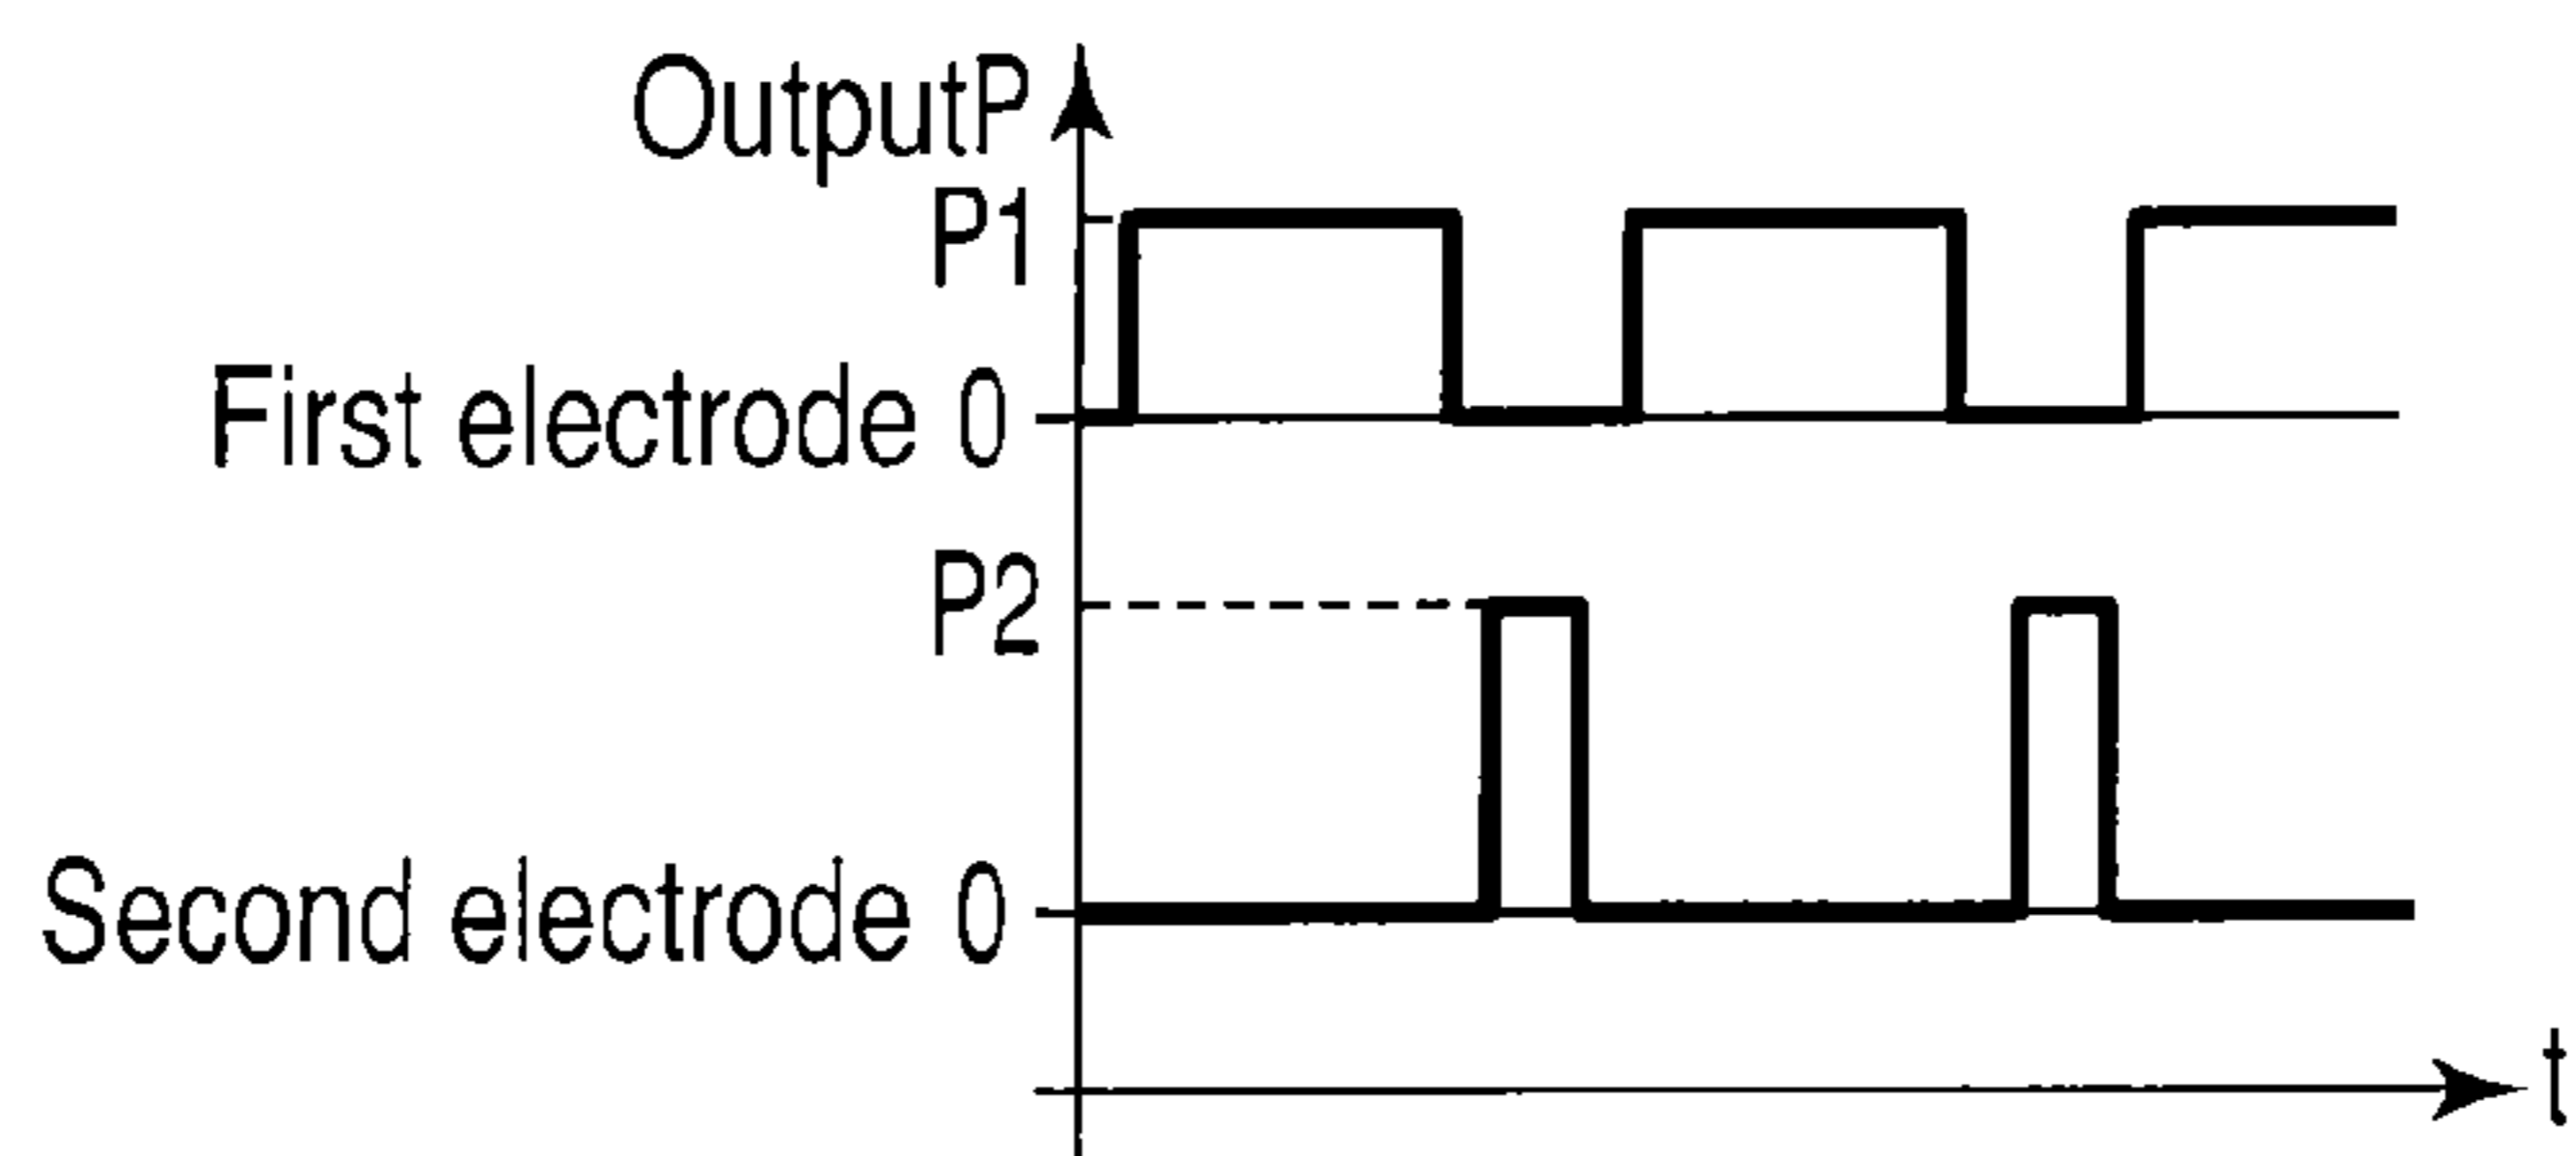 OutputP
P1
First electrode 0
P2
Second electrode 0
t